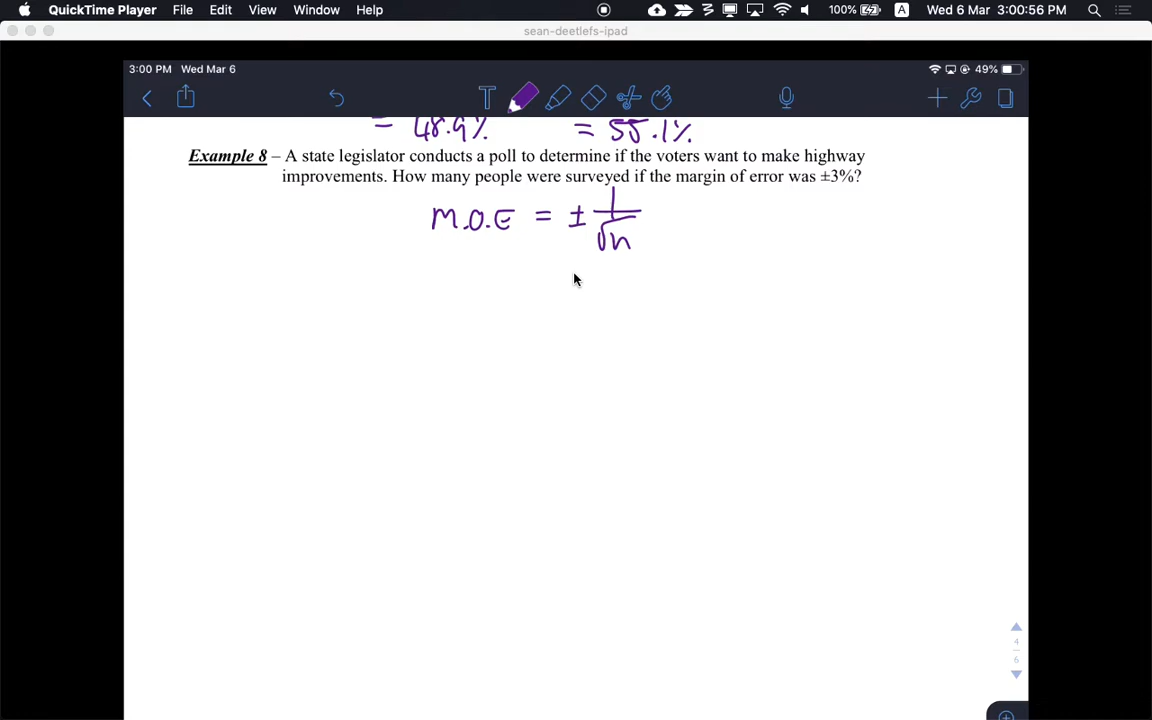 QuickTime Player File Edit View Window Help 100% A Wed 6 Mar 3:00:56 PM
sean-deetlefs-ipad
3:00 PM Wed Mar 6 49%
T
= 48.9% = 55.1%
Example 8 – A state legislator conducts a poll to determine if the voters want to make highway
improvements. How many people were surveyed if the margin of error was ±3%?
M.O.E = ± 1/√n
4
6